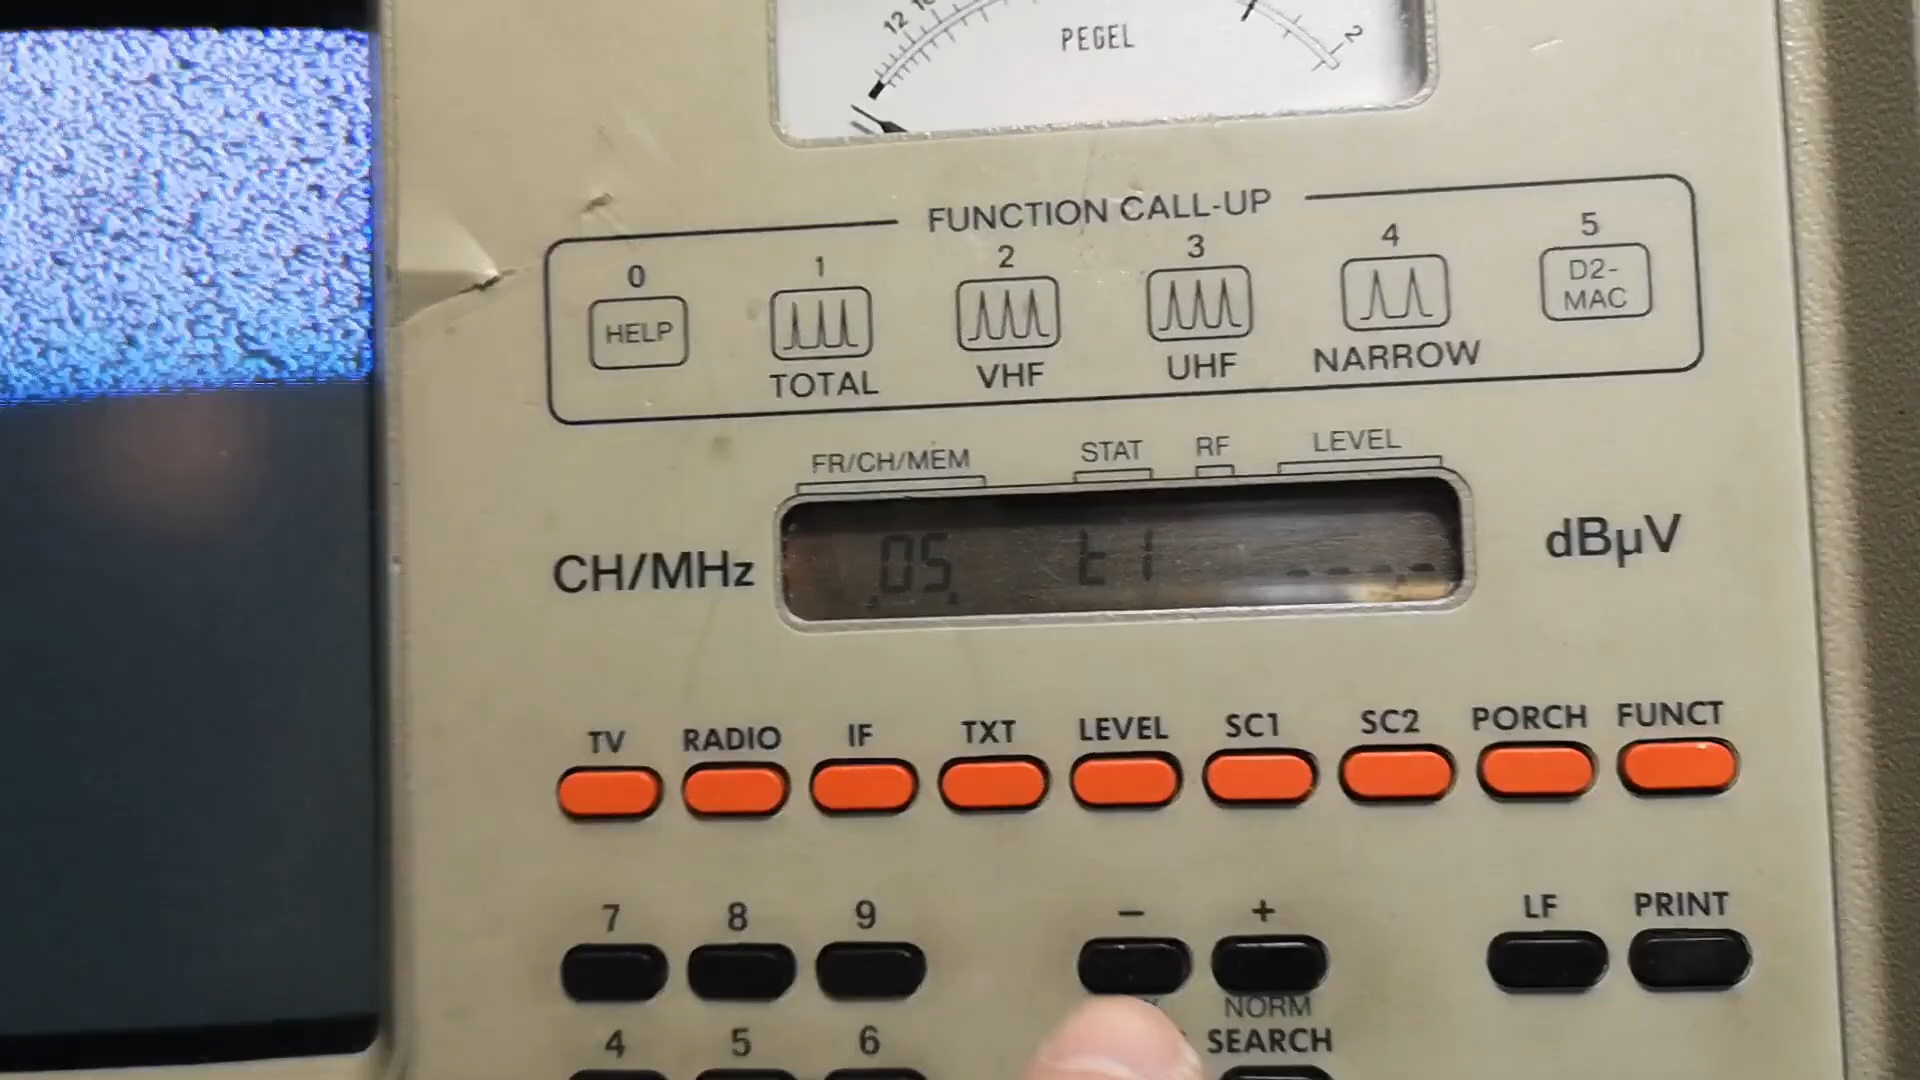 12
2
PEGEL
FUNCTION CALL-UP
0 1 2 3 4 5
HELP
D2-
MAC
TOTAL VHF UHF NARROW
FR/CH/MEM STAT RF LEVEL
CH/MHz .05. t1 ---.- dBµV
TV RADIO IF TXT LEVEL SC1 SC2 PORCH FUNCT
7 8 9 − + LF PRINT
NORM
4 5 6 SEARCH